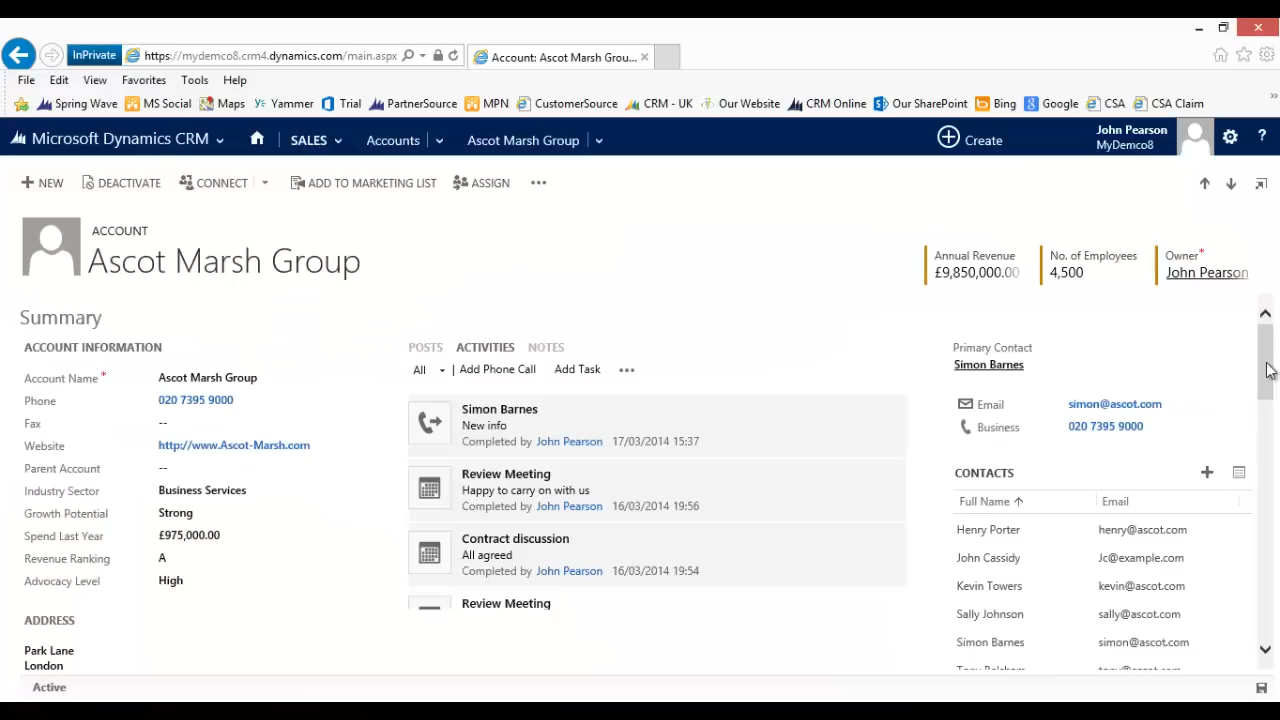 InPrivate https://mydemco8.crm4.dynamics.com/main.aspx Account: Ascot Marsh Grou...
File Edit View Favorites Tools Help
Spring Wave MS Social Maps Yammer Trial PartnerSource MPN CustomerSource CRM - UK Our Website CRM Online Our SharePoint Bing Google CSA CSA Claim
Microsoft Dynamics CRM SALES Accounts Ascot Marsh Group Create John Pearson
MyDemco8
NEW DEACTIVATE CONNECT ADD TO MARKETING LIST ASSIGN
ACCOUNT
Ascot Marsh Group
Annual Revenue No. of Employees Owner*
£9,850,000.00 4,500 John Pearson
Summary
ACCOUNT INFORMATION
Account Name * Ascot Marsh Group
Phone 020 7395 9000
Fax --
Website http://www.Ascot-Marsh.com
Parent Account --
Industry Sector Business Services
Growth Potential Strong
Spend Last Year £975,000.00
Revenue Ranking A
Advocacy Level High
ADDRESS
Park Lane
London
POSTS ACTIVITIES NOTES
All | Add Phone Call Add Task
Simon Barnes
New info
Completed by John Pearson 17/03/2014 15:37
Review Meeting
Happy to carry on with us
Completed by John Pearson 16/03/2014 19:56
Contract discussion
All agreed
Completed by John Pearson 16/03/2014 19:54
Review Meeting
Primary Contact
Simon Barnes
Email simon@ascot.com
Business 020 7395 9000
CONTACTS
Full Name Email
Henry Porter henry@ascot.com
John Cassidy Jc@example.com
Kevin Towers kevin@ascot.com
Sally Johnson sally@ascot.com
Simon Barnes simon@ascot.com
Active